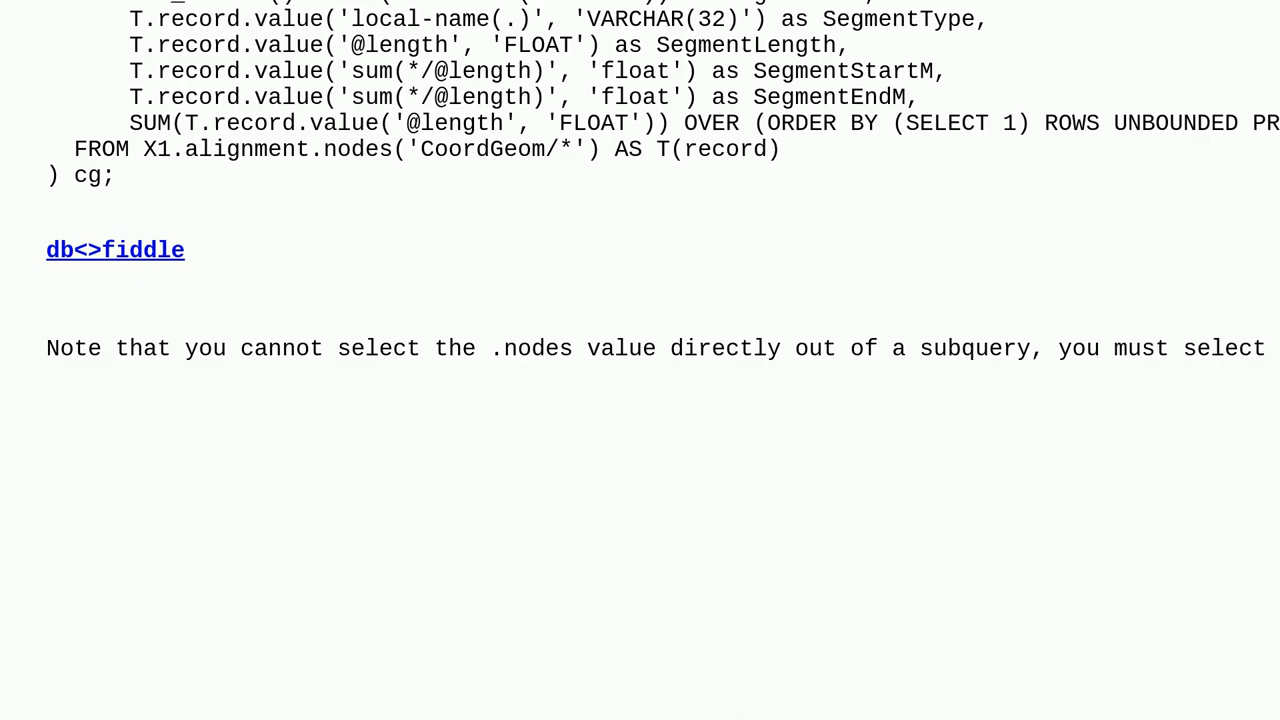 T.record.value('local-name(.)', 'VARCHAR(32)') as SegmentType,
T.record.value('@length', 'FLOAT') as SegmentLength,
T.record.value('sum(*/@length)', 'float') as SegmentStartM,
T.record.value('sum(*/@length)', 'float') as SegmentEndM,
SUM(T.record.value('@length', 'FLOAT')) OVER (ORDER BY (SELECT 1) ROWS UNBOUNDED PR
FROM X1.alignment.nodes('CoordGeom/*') AS T(record)
) cg;
db<>fiddle
Note that you cannot select the .nodes value directly out of a subquery, you must select